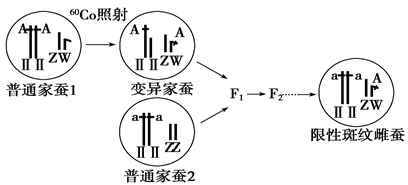 ⁶⁰Co照射
A A
Ⅱ Ⅱ ZW
普通家蚕1
A A
Ⅱ Ⅱ ZW
变异家蚕
a a
Ⅱ Ⅱ ZZ
普通家蚕2
F₁ → F₂……→
a a A
Ⅱ Ⅱ ZW
限性斑纹雌蚕